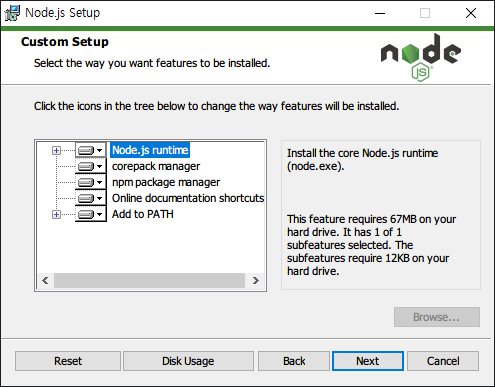 Node.js Setup
Custom Setup
Select the way you want features to be installed.
node
JS
Click the icons in the tree below to change the way features will be installed.
Node.js runtime
corepack manager
npm package manager
Online documentation shortcuts
Add to PATH
Install the core Node.js runtime
(node.exe).
This feature requires 67MB on your
hard drive. It has 1 of 1
subfeatures selected. The
subfeatures require 12KB on your
hard drive.
Browse...
Reset
Disk Usage
Back
Next
Cancel